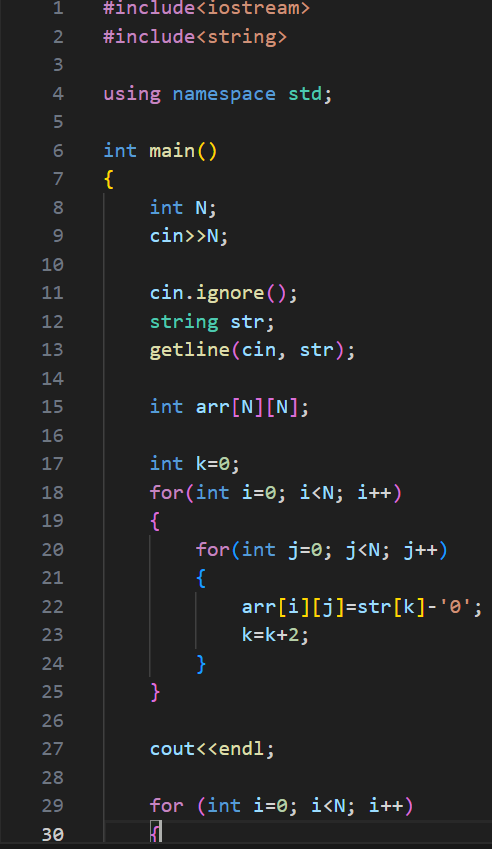 1 #include<iostream>
2 #include<string>
3
4 using namespace std;
5
6 int main()
7 {
8     int N;
9     cin>>N;
10
11     cin.ignore();
12     string str;
13     getline(cin, str);
14
15     int arr[N][N];
16
17     int k=0;
18     for(int i=0; i<N; i++)
19     {
20         for(int j=0; j<N; j++)
21         {
22             arr[i][j]=str[k]-'0';
23             k=k+2;
24         }
25     }
26
27     cout<<endl;
28
29     for (int i=0; i<N; i++)
30     {